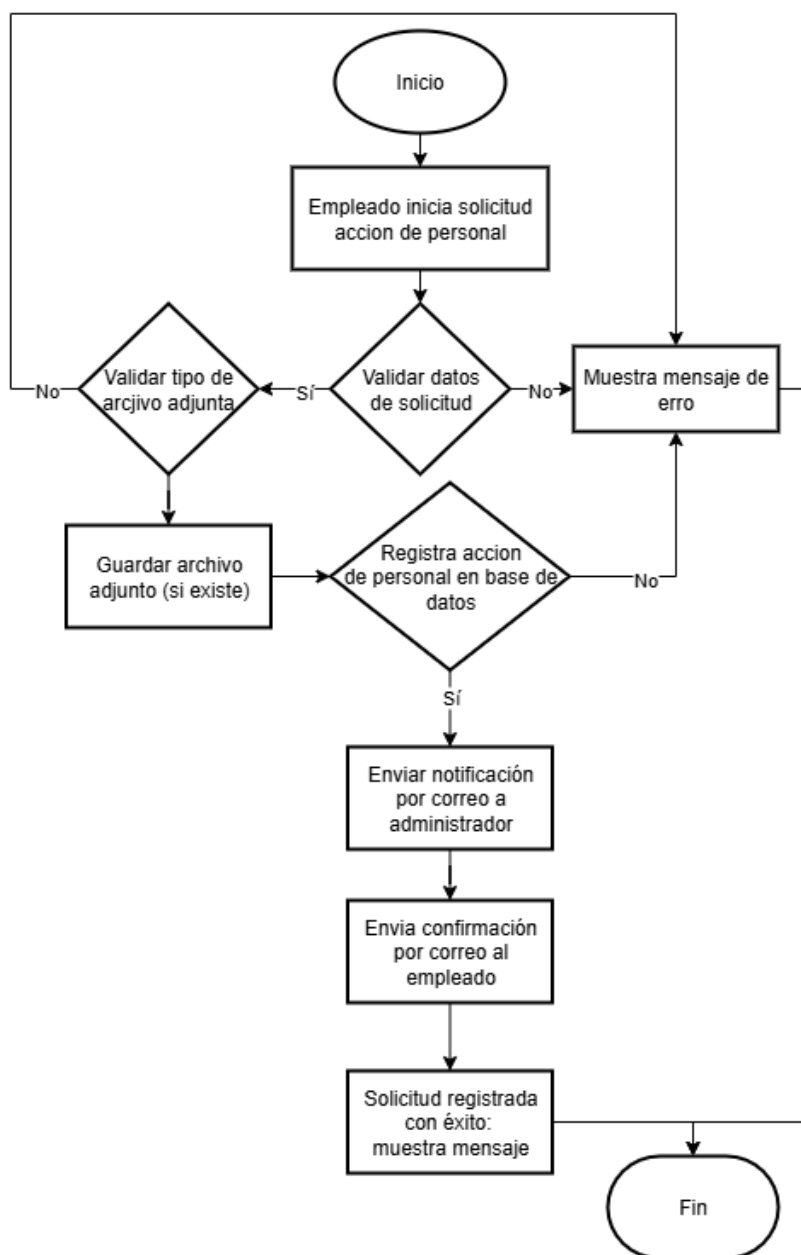 Inicio
Empleado inicia solicitud
accion de personal
Validar tipo de
arcjivo adjunta
Validar datos
de solicitud
Muestra mensaje de
erro
No
Sí
No
Guardar archivo
adjunto (si existe)
Registra accion
de personal en base de
datos
No
Sí
Enviar notificación
por correo a
administrador
Envia confirmación
por correo al
empleado
Solicitud registrada
con éxito:
muestra mensaje
Fin